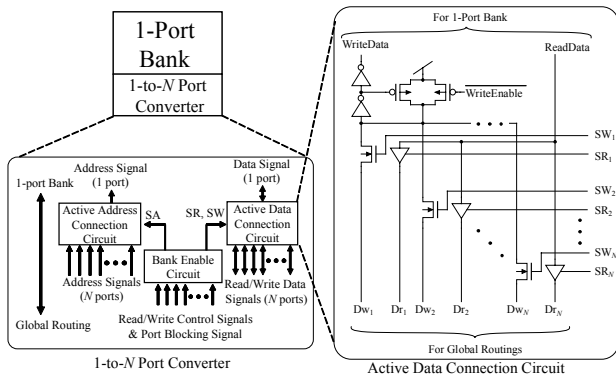 1-Port
Bank
1-to-N Port
Converter
Address Signal
(1 port)
Data Signal
(1 port)
1-port Bank
SA
SR, SW
Active Address
Connection
Circuit
Active Data
Connection
Circuit
Bank Enable
Circuit
Address Signals
(N ports)
Read/Write Data
Signals (N ports)
Global Routing
Read/Write Control Signals
& Port Blocking Signal
1-to-N Port Converter
For 1-Port Bank
WriteData
ReadData
WriteEnable
SW1
SR1
SW2
SR2
SWN
SRN
Dw1 Dr1 Dw2 Dr2 DwN DrN
For Global Routings
Active Data Connection Circuit